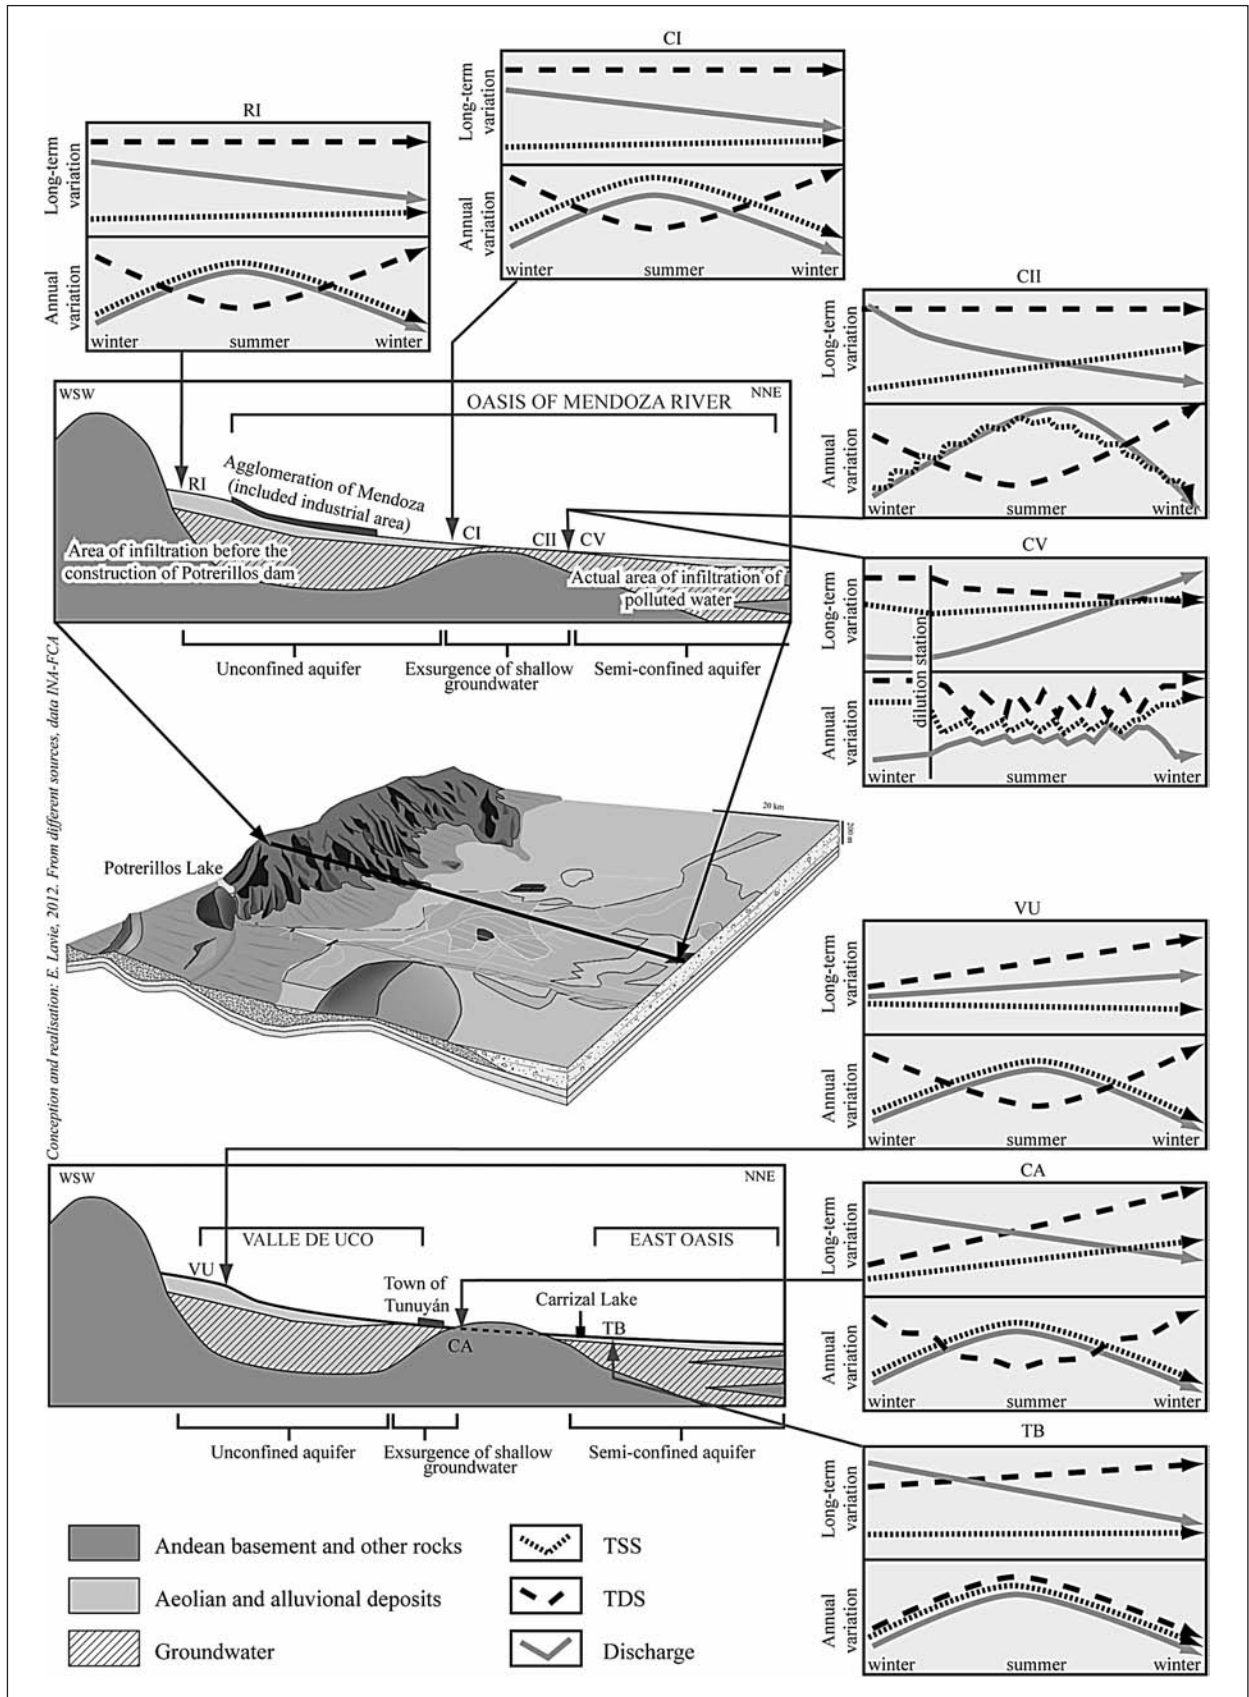 CI
Long-term
variation
Annual
variation
winter summer winter
RI
Long-term
variation
Annual
variation
winter summer winter
CII
Long-term
variation
Annual
variation
winter summer winter
WSW
NNE
OASIS OF MENDOZA RIVER
RI
Agglomeration of Mendoza
(included industrial area)
CI
CII
CV
Area of infiltration before the
construction of Potrerillos dam
Actual area of infiltration of
polluted water
Unconfined aquifer
Exsurgence of shallow
groundwater
Semi-confined aquifer
CV
Long-term
variation
Annual
variation
dilution station
winter summer winter
Conception and realisation: E. Lavie, 2012. From different sources, data INA-FCA
Potrerillos Lake
20 km
200 m
VU
Long-term
variation
Annual
variation
winter summer winter
WSW
NNE
VALLE DE UCO
EAST OASIS
VU
Town of
Tunuyán
CA
Carrizal Lake
TB
Unconfined aquifer
Exsurgence of shallow
groundwater
Semi-confined aquifer
CA
Long-term
variation
Annual
variation
winter summer winter
TB
Long-term
variation
Annual
variation
winter summer winter
Andean basement and other rocks
Aeolian and alluvional deposits
Groundwater
TSS
TDS
Discharge